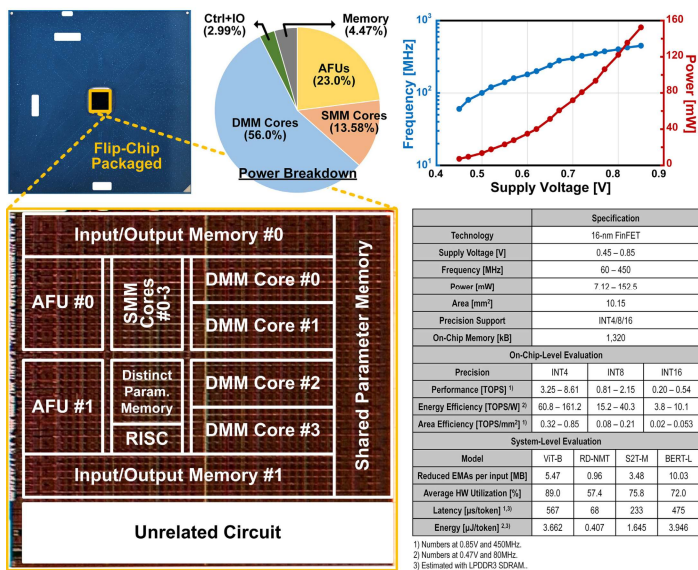 Ctrl+IO
(2.99%)
Memory
(4.47%)
AFUs
(23.0%)
SMM Cores
(13.58%)
DMM Cores
(56.0%)
Power Breakdown
Flip-Chip
Packaged
Frequency [MHz]
10³
10²
10¹
Power [mW]
160
120
80
40
0
0.4 0.5 0.6 0.7 0.8 0.9
Supply Voltage [V]
Input/Output Memory #0
AFU #0
SMM
Cores
#0-3
DMM Core #0
DMM Core #1
AFU #1
Distinct
Param.
Memory
RISC
DMM Core #2
DMM Core #3
Input/Output Memory #1
Shared Parameter Memory
Unrelated Circuit
Specification
Technology 16-nm FinFET
Supply Voltage [V] 0.45 – 0.85
Frequency [MHz] 60 – 450
Power [mW] 7.12 – 152.5
Area [mm²] 10.15
Precision Support INT4/8/16
On-Chip Memory [kB] 1,320
On-Chip-Level Evaluation
Precision INT4 INT8 INT16
Performance [TOPS] 1) 3.25 – 8.61 0.81 – 2.15 0.20 – 0.54
Energy Efficiency [TOPS/W] 2) 60.8 – 161.2 15.2 – 40.3 3.8 – 10.1
Area Efficiency [TOPS/mm²] 1) 0.32 – 0.85 0.08 – 0.21 0.02 – 0.053
System-Level Evaluation
Model ViT-B RD-NMT S2T-M BERT-L
Reduced EMAs per input [MB] 5.47 0.96 3.48 10.03
Average HW Utilization [%] 89.0 57.4 75.8 72.0
Latency [µs/token] 1,3) 567 68 233 475
Energy [µJ/token] 2,3) 3.662 0.407 1.645 3.946
1) Numbers at 0.85V and 450MHz.
2) Numbers at 0.47V and 80MHz.
3) Estimated with LPDDR3 SDRAM..